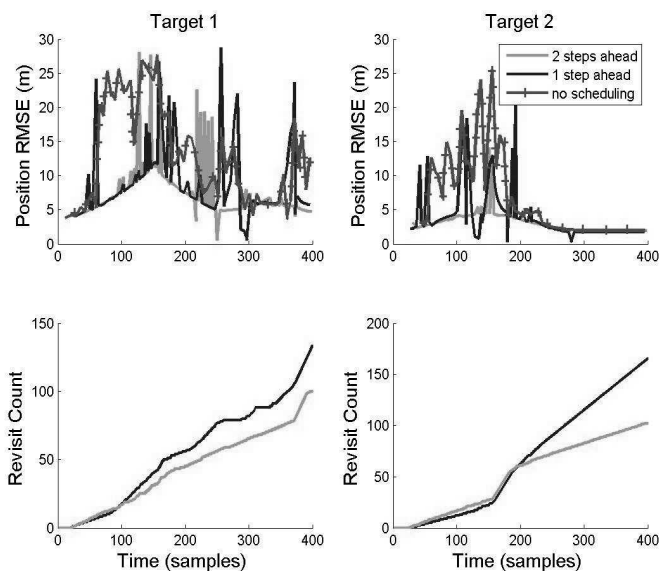 Target 1
Target 2
30
25
20
15
10
5
0
Position RMSE (m)
0 100 200 300 400
30
25
20
15
10
5
0
Position RMSE (m)
0 100 200 300 400
2 steps ahead
1 step ahead
no scheduling
150
100
50
0
Revisit Count
0 100 200 300 400
Time (samples)
200
150
100
50
0
Revisit Count
0 100 200 300 400
Time (samples)